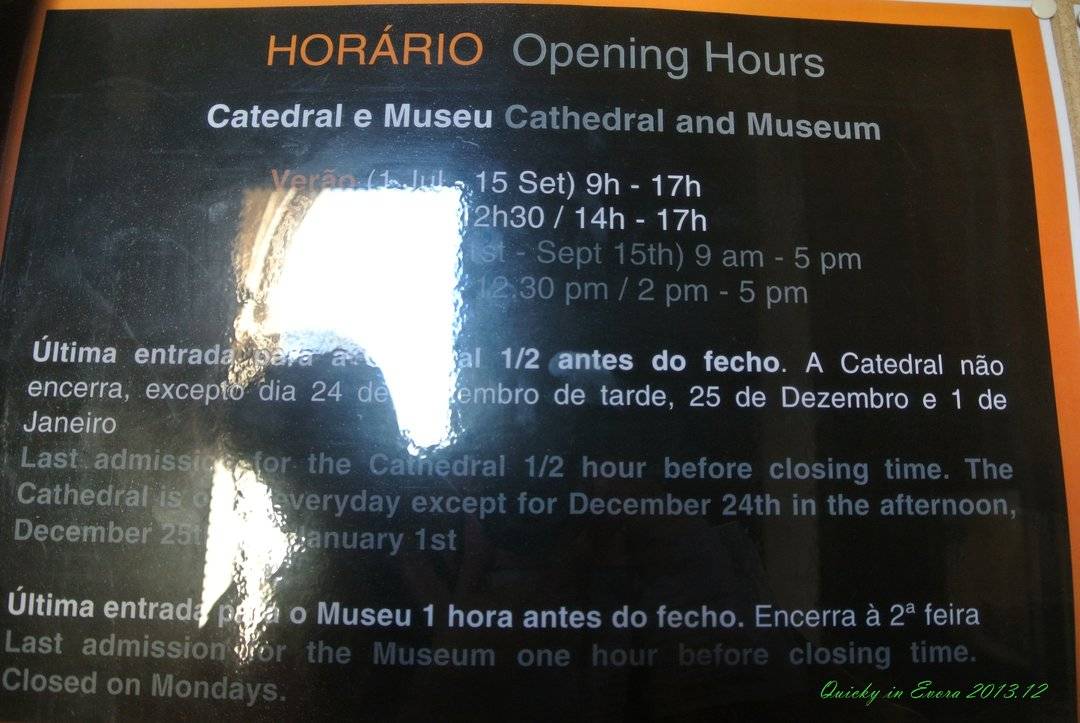 HORÁRIO Opening Hours
Catedral e Museu Cathedral and Museum
Verão (1 Jul - 15 Set) 9h - 17h
12h30 / 14h - 17h
- Sept 15th) 9 am - 5 pm
12:30 pm / 2 pm - 5 pm
Última entrada para a 1/2 antes do fecho. A Catedral não
encerra, excepto dia 24 de de tarde, 25 de Dezembro e 1 de
Janeiro
Last admission for the Cathedral 1/2 hour before closing time. The
Cathedral is everyday except for December 24th in the afternoon,
December January 1st
Última entrada para o Museu 1 hora antes do fecho. Encerra à 2ª feira
Last admission for the Museum one hour before closing time.
Closed on Mondays.
Quicky in Evora 2013.12